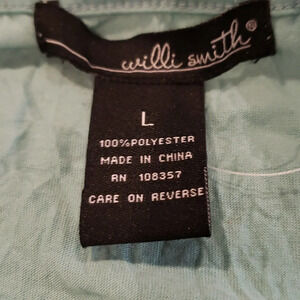 willi smith®
L
100%POLYESTER
MADE IN CHINA
RN 108357
CARE ON REVERSE